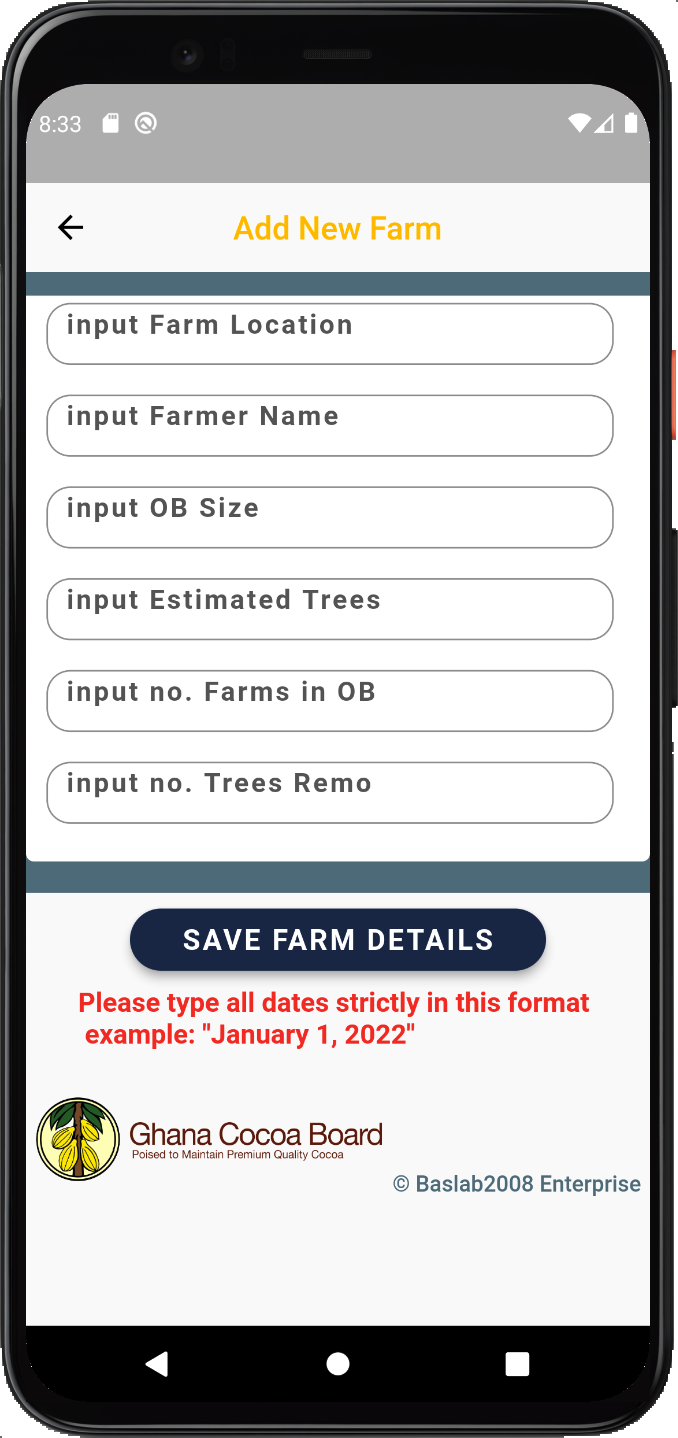 8:33
Add New Farm
input Farm Location
input Farmer Name
input OB Size
input Estimated Trees
input no. Farms in OB
input no. Trees Remo
SAVE FARM DETAILS
Please type all dates strictly in this format
example: "January 1, 2022"
Ghana Cocoa Board
Poised to Maintain Premium Quality Cocoa
© Baslab2008 Enterprise